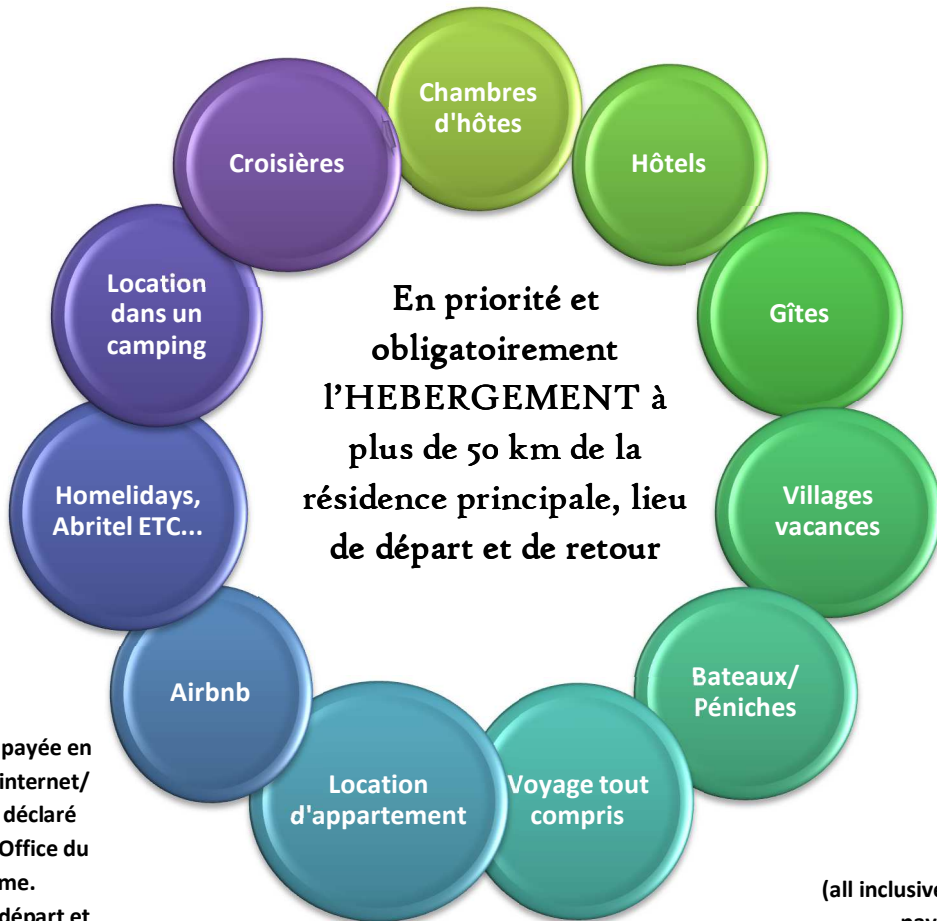 Chambres
d'hôtes
Hôtels
Gîtes
Villages
vacances
Bateaux/
Péniches
Voyage tout
compris
Location
d'appartement
Airbnb
Homelidays,
Abritel ETC...
Location
dans un
camping
Croisières
En priorité et
obligatoirement
l'HEBERGEMENT à
plus de 50 km de la
résidence principale, lieu
de départ et de retour
payée en
internet/
déclaré
Office du
me.
départ et
(all inclusive